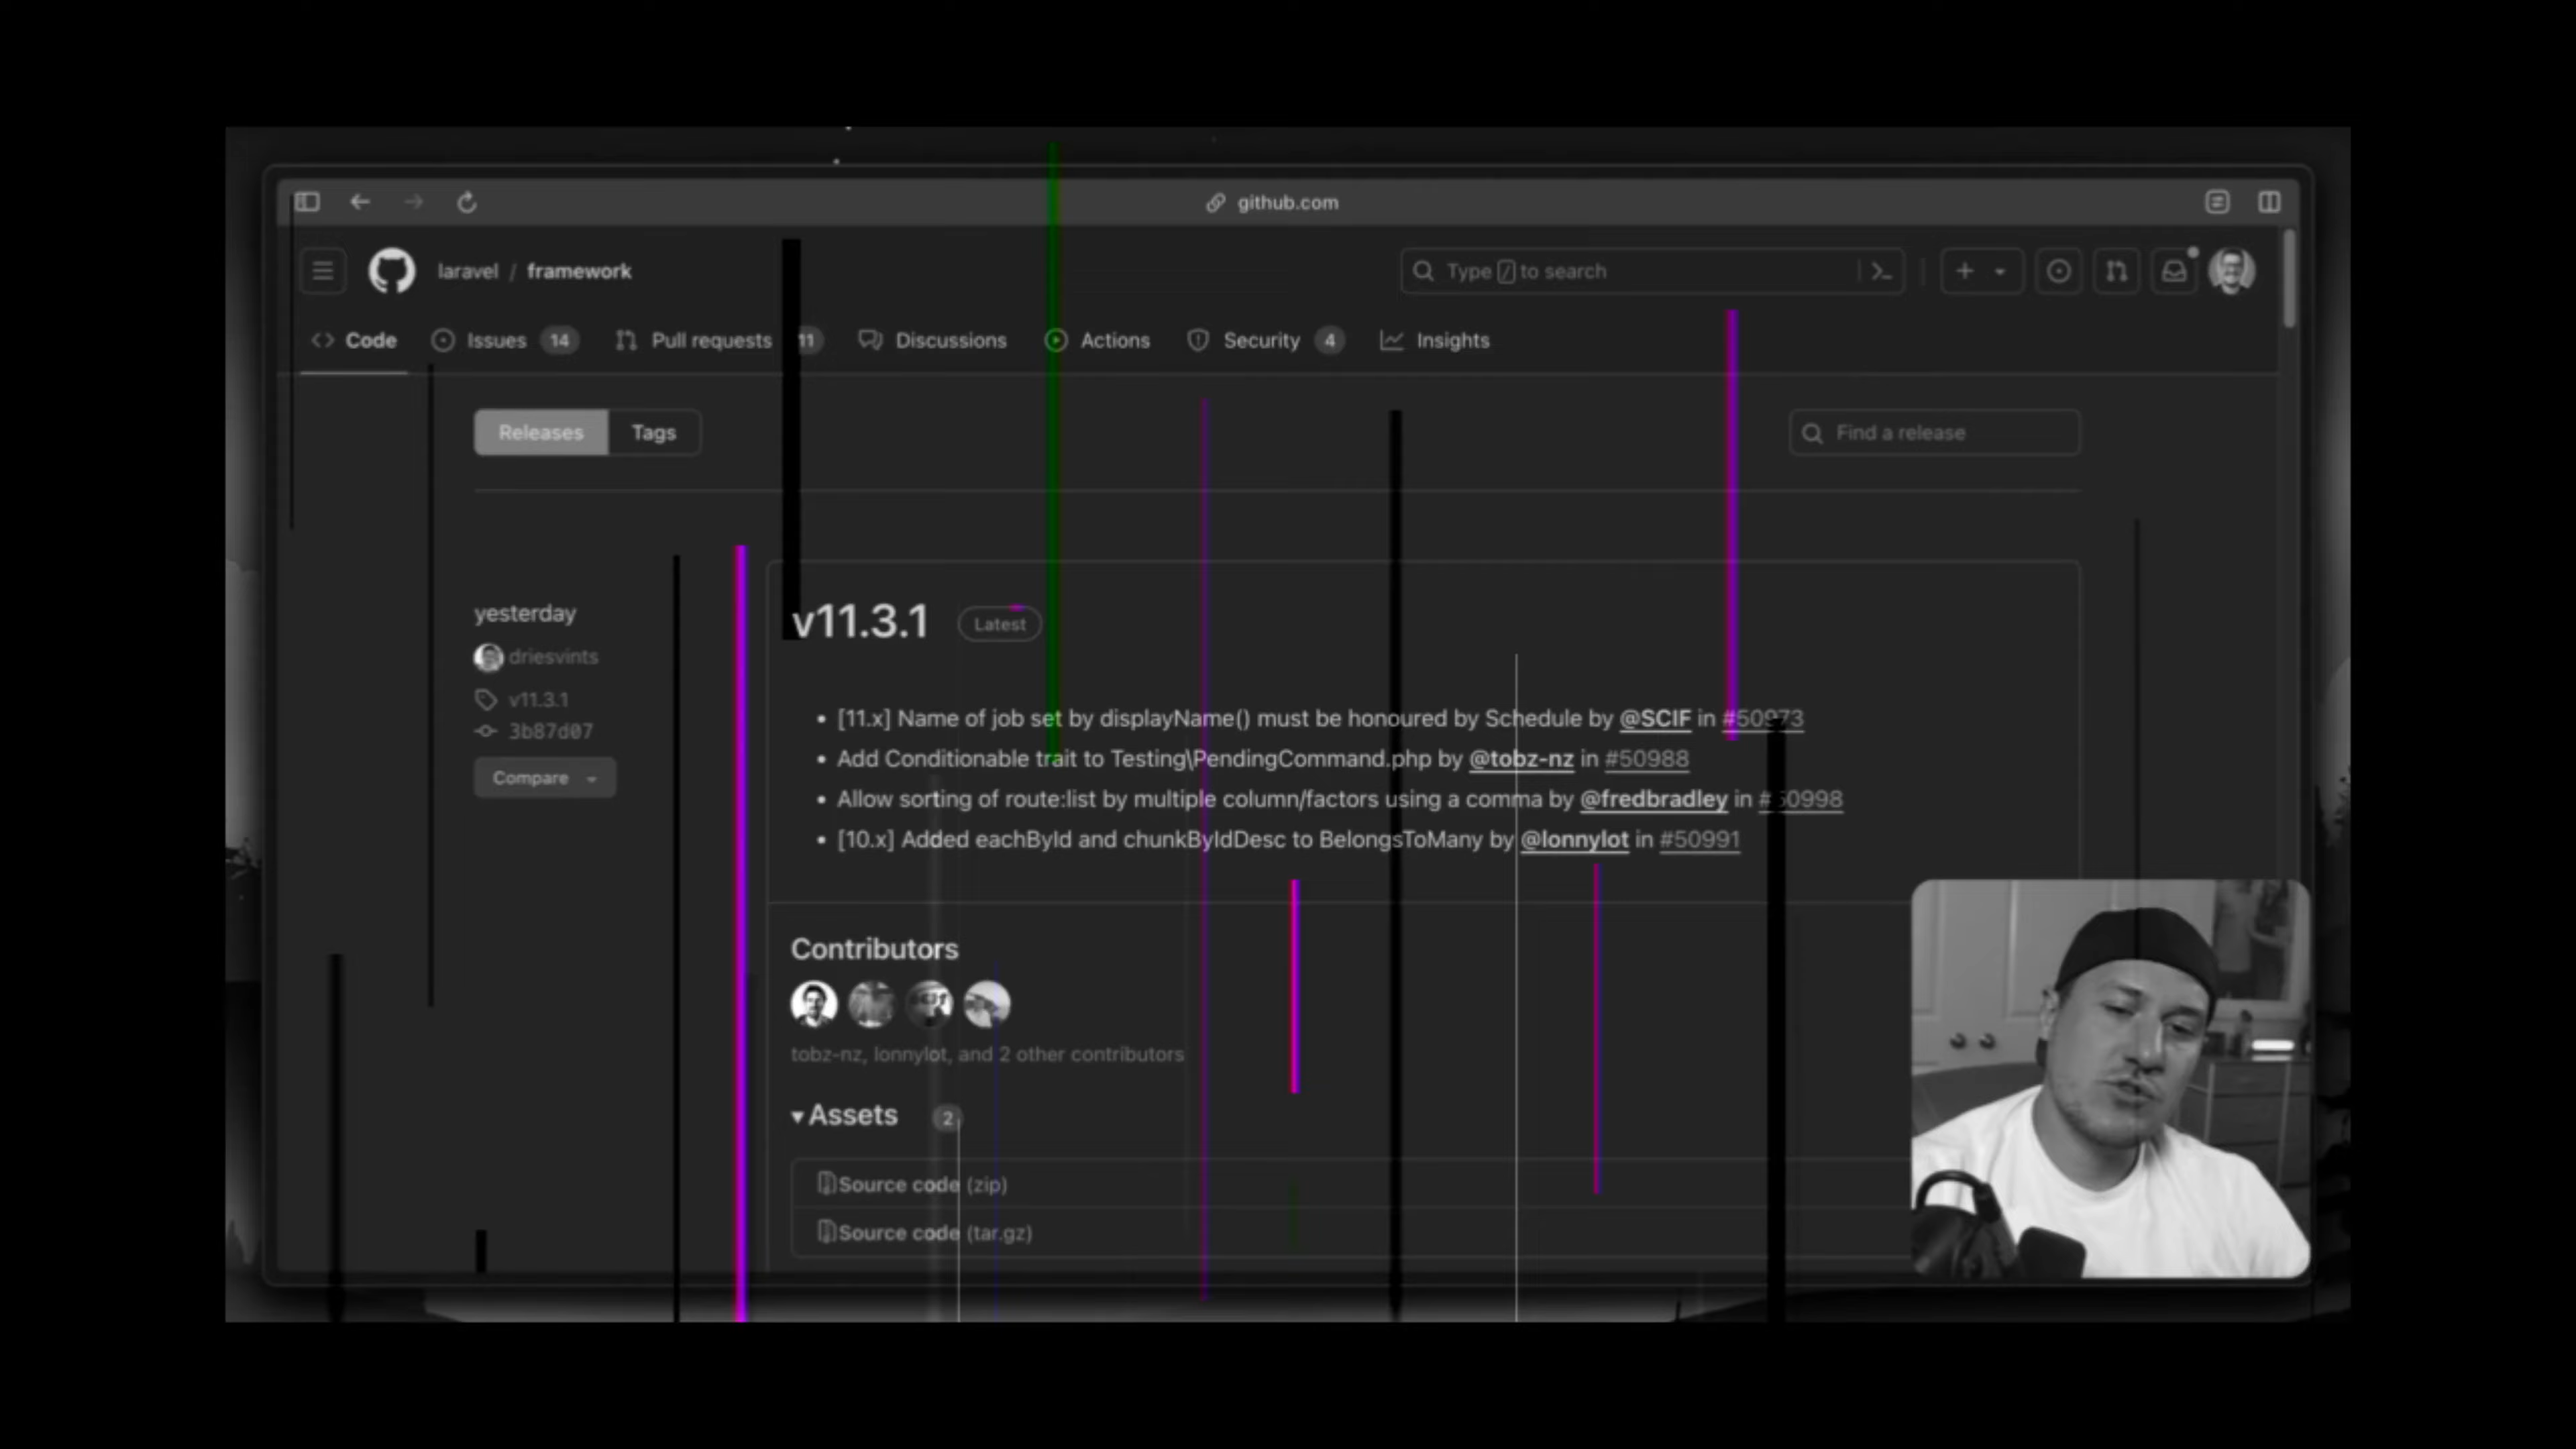 github.com
laravel / framework
Type / to search
Code Issues 14 Pull requests 11 Discussions Actions Security 4 Insights
Releases Tags
Find a release
yesterday
driesvints
v11.3.1
3b87d07
Compare
v11.3.1 Latest
• [11.x] Name of job set by displayName() must be honoured by Schedule by @SCIF in #50973
• Add Conditionable trait to Testing\PendingCommand.php by @tobz-nz in #50988
• Allow sorting of route:list by multiple column/factors using a comma by @fredbradley in #50998
• [10.x] Added eachById and chunkByIdDesc to BelongsToMany by @lonnylot in #50991
Contributors
tobz-nz, lonnylot, and 2 other contributors
Assets 2
Source code (zip)
Source code (tar.gz)